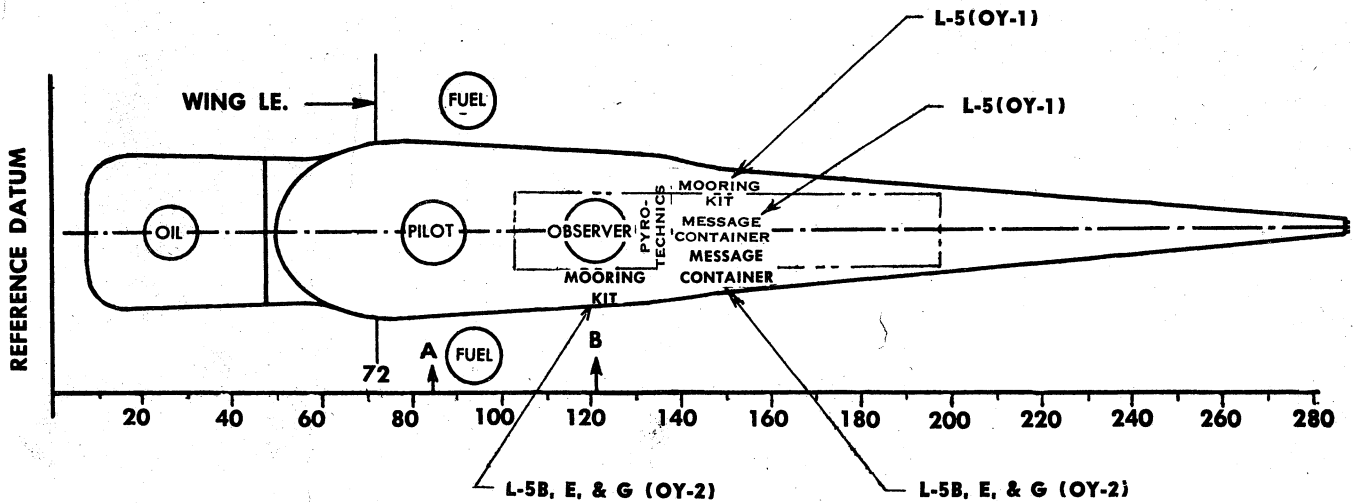 L-5(OY-1)
L-5(OY-1)
WING LE.
FUEL
REFERENCE DATUM
OIL
PILOT
OBSERVER
PYRO-
TECHNICS
MOORING
KIT
MESSAGE
CONTAINER
MESSAGE
CONTAINER
MOORING
KIT
A
FUEL
B
72
20 40 60 80 100 120 140 160 180 200 220 240 260 280
L-5B, E, & G (OY-2)
L-5B, E, & G (OY-2)